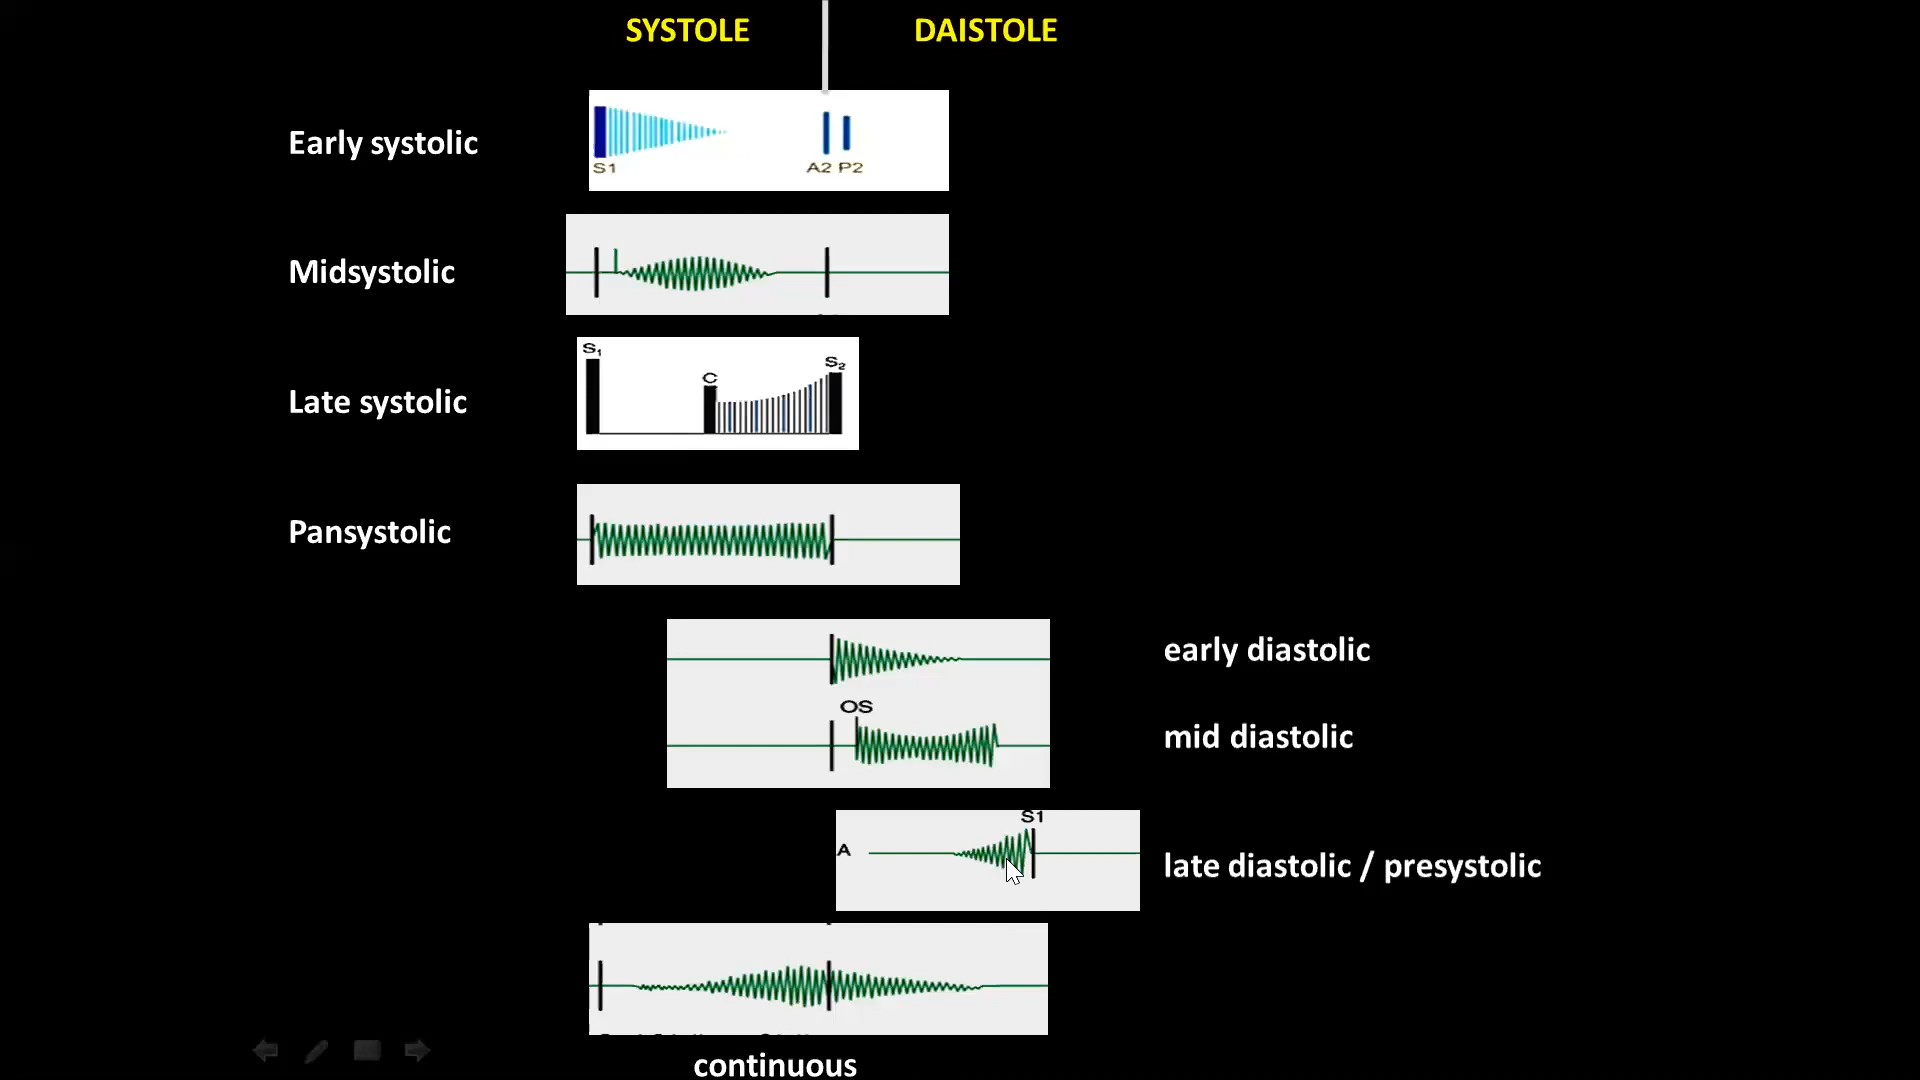 SYSTOLE DAISTOLE
Early systolic
S1 A2 P2
Midsystolic
S1 C S2
Late systolic
Pansystolic
early diastolic
OS
mid diastolic
S1
A
late diastolic / presystolic
continuous